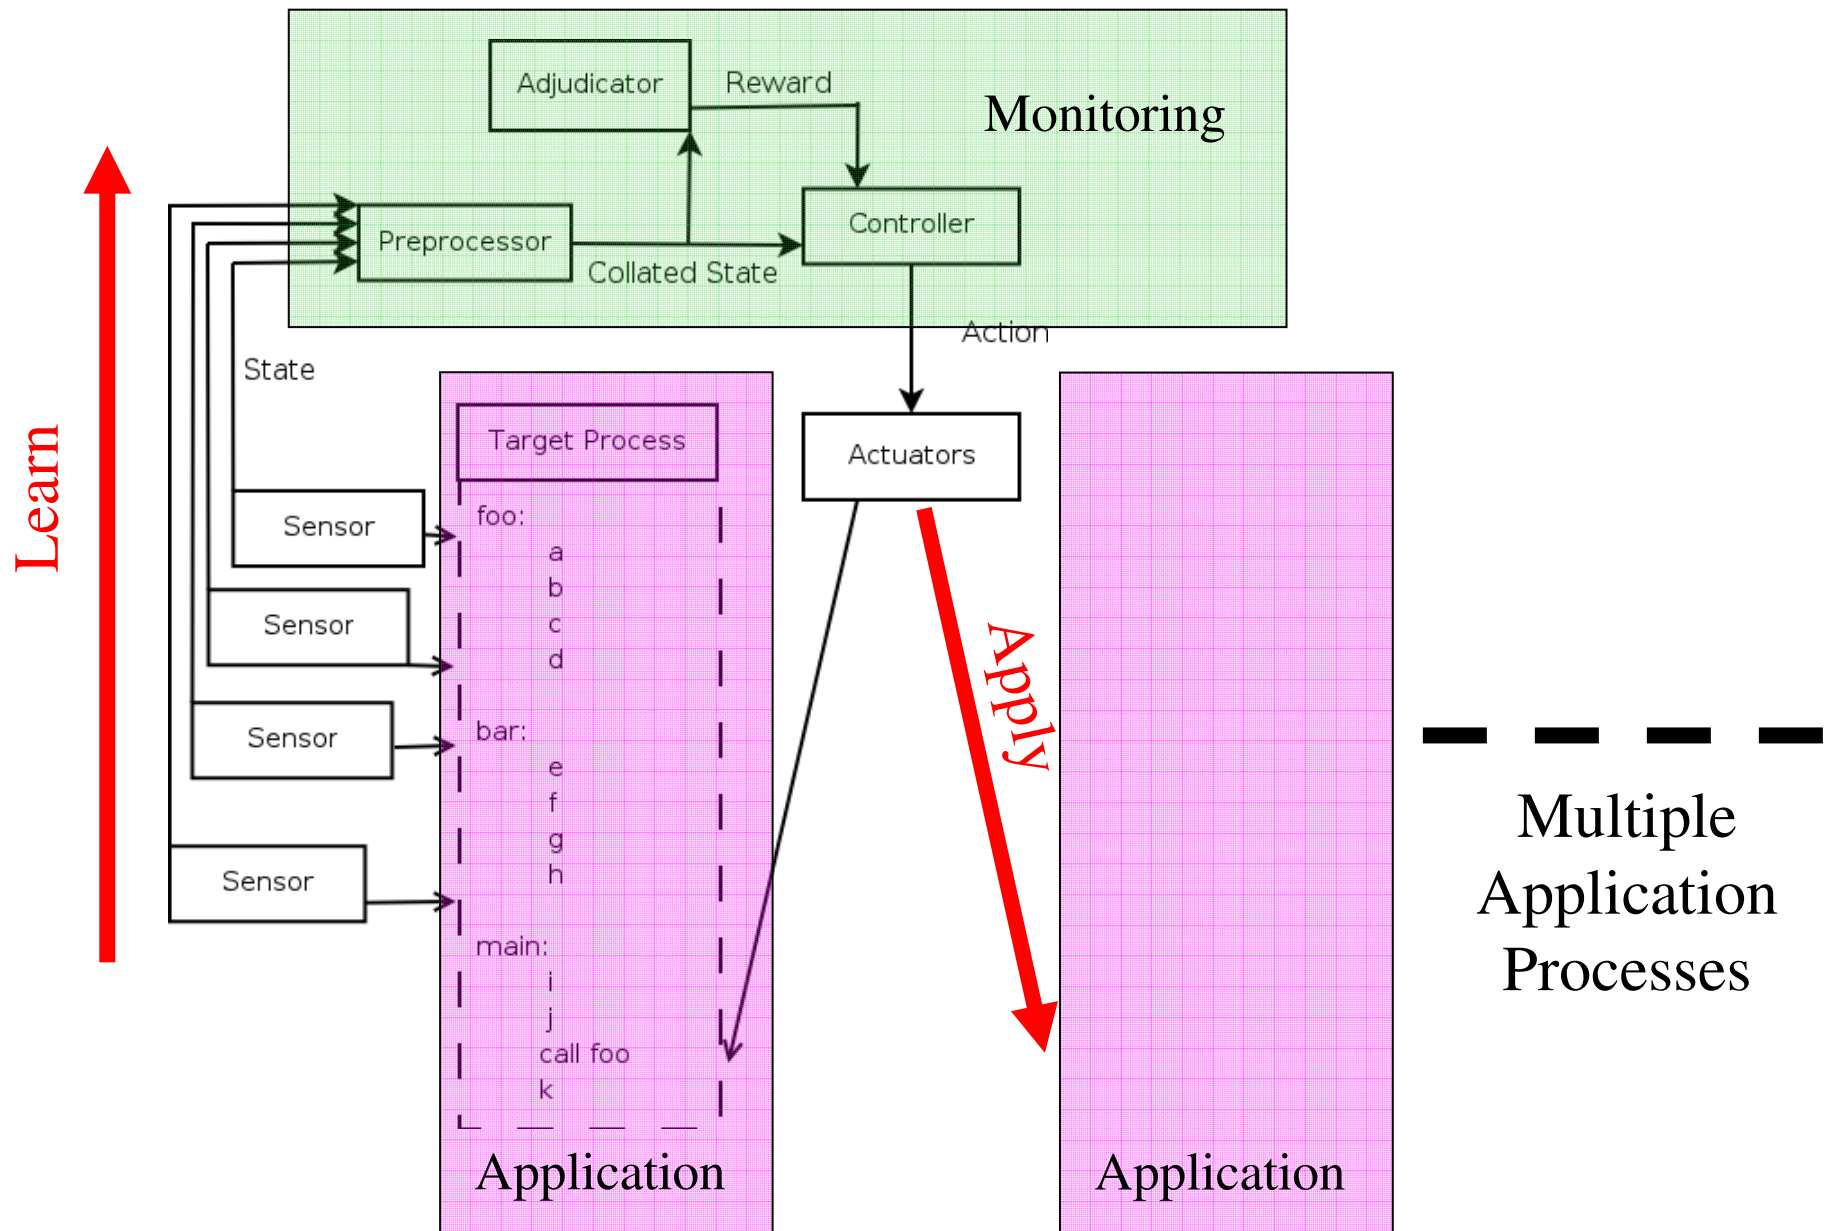 Adjudicator
Reward
Monitoring
Preprocessor
Controller
Collated State
Action
State
Learn
Target Process
Actuators
foo:
Sensor
a
b
Sensor
c
d
Apply
bar:
Sensor
e
f
g
h
Sensor
main:
i
j
call foo
k
Application
Application
Multiple
Application
Processes